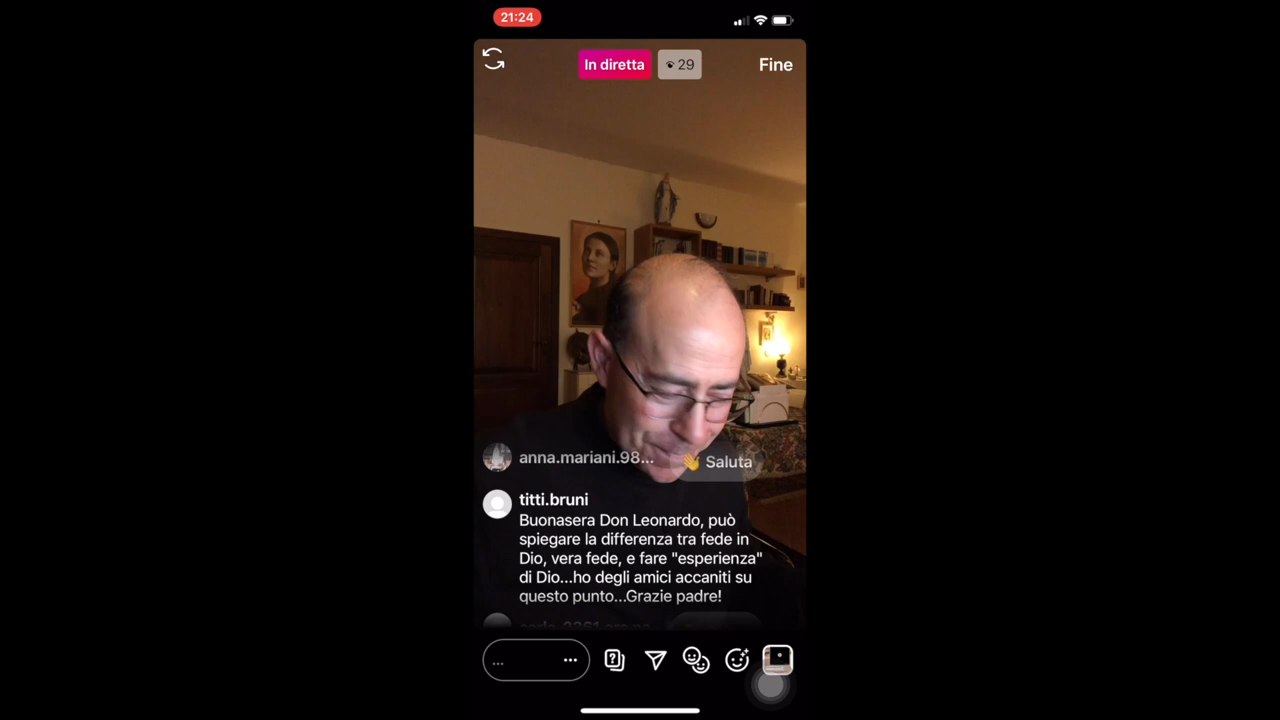 21:24
In diretta
29
Fine
anna.mariani.98...
👋 Saluta
titti.bruni
Buonasera Don Leonardo, può
spiegare la differenza tra fede in
Dio, vera fede, e fare "esperienza"
di Dio...ho degli amici accaniti su
questo punto...Grazie padre!
...